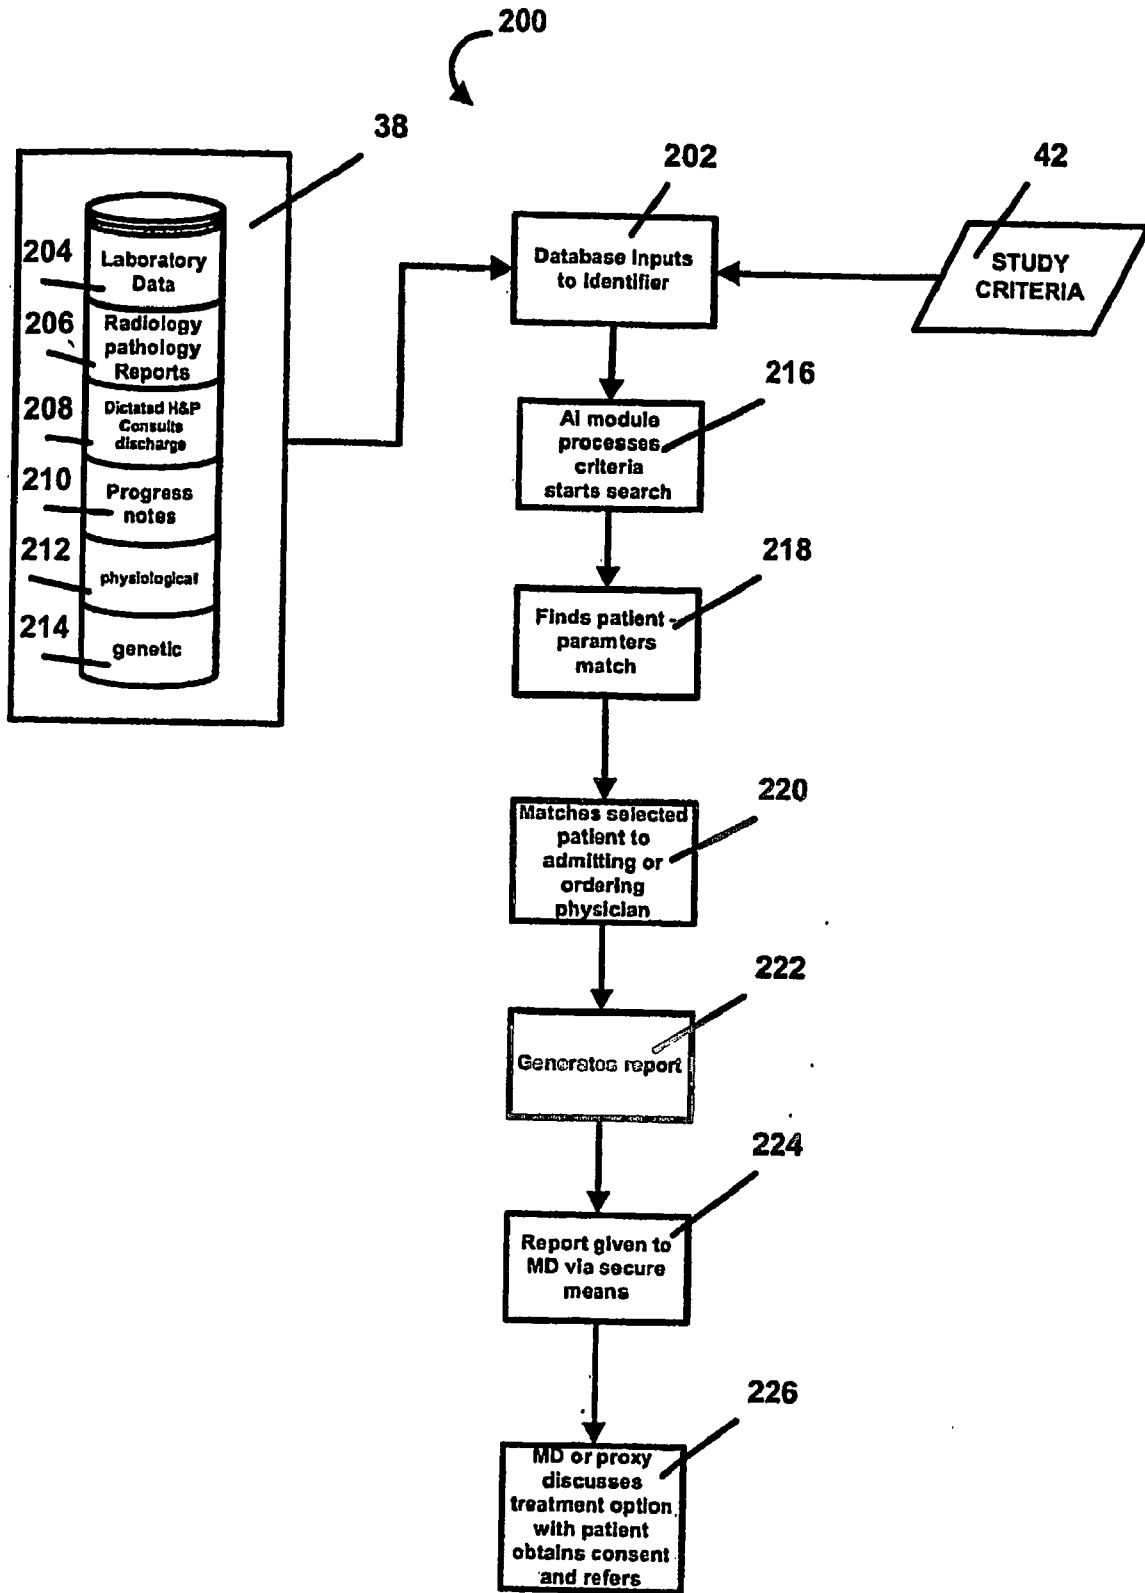 200
38
202
42
204
Laboratory
Data
206
Radiology
pathology
Reports
208
Dictated H&P
Consults
discharge
210
Progress
notes
212
physiological
214
genetic
Database Inputs
to Identifier
STUDY
CRITERIA
216
AI module
processes
criteria
starts search
218
Finds patient -
paramters
match
220
Matches selected
patient to
admitting or
ordering
physician
222
Generates report
224
Report given to
MD via secure
means
226
MD or proxy
discusses
treatment option
with patient
obtains consent
and refers